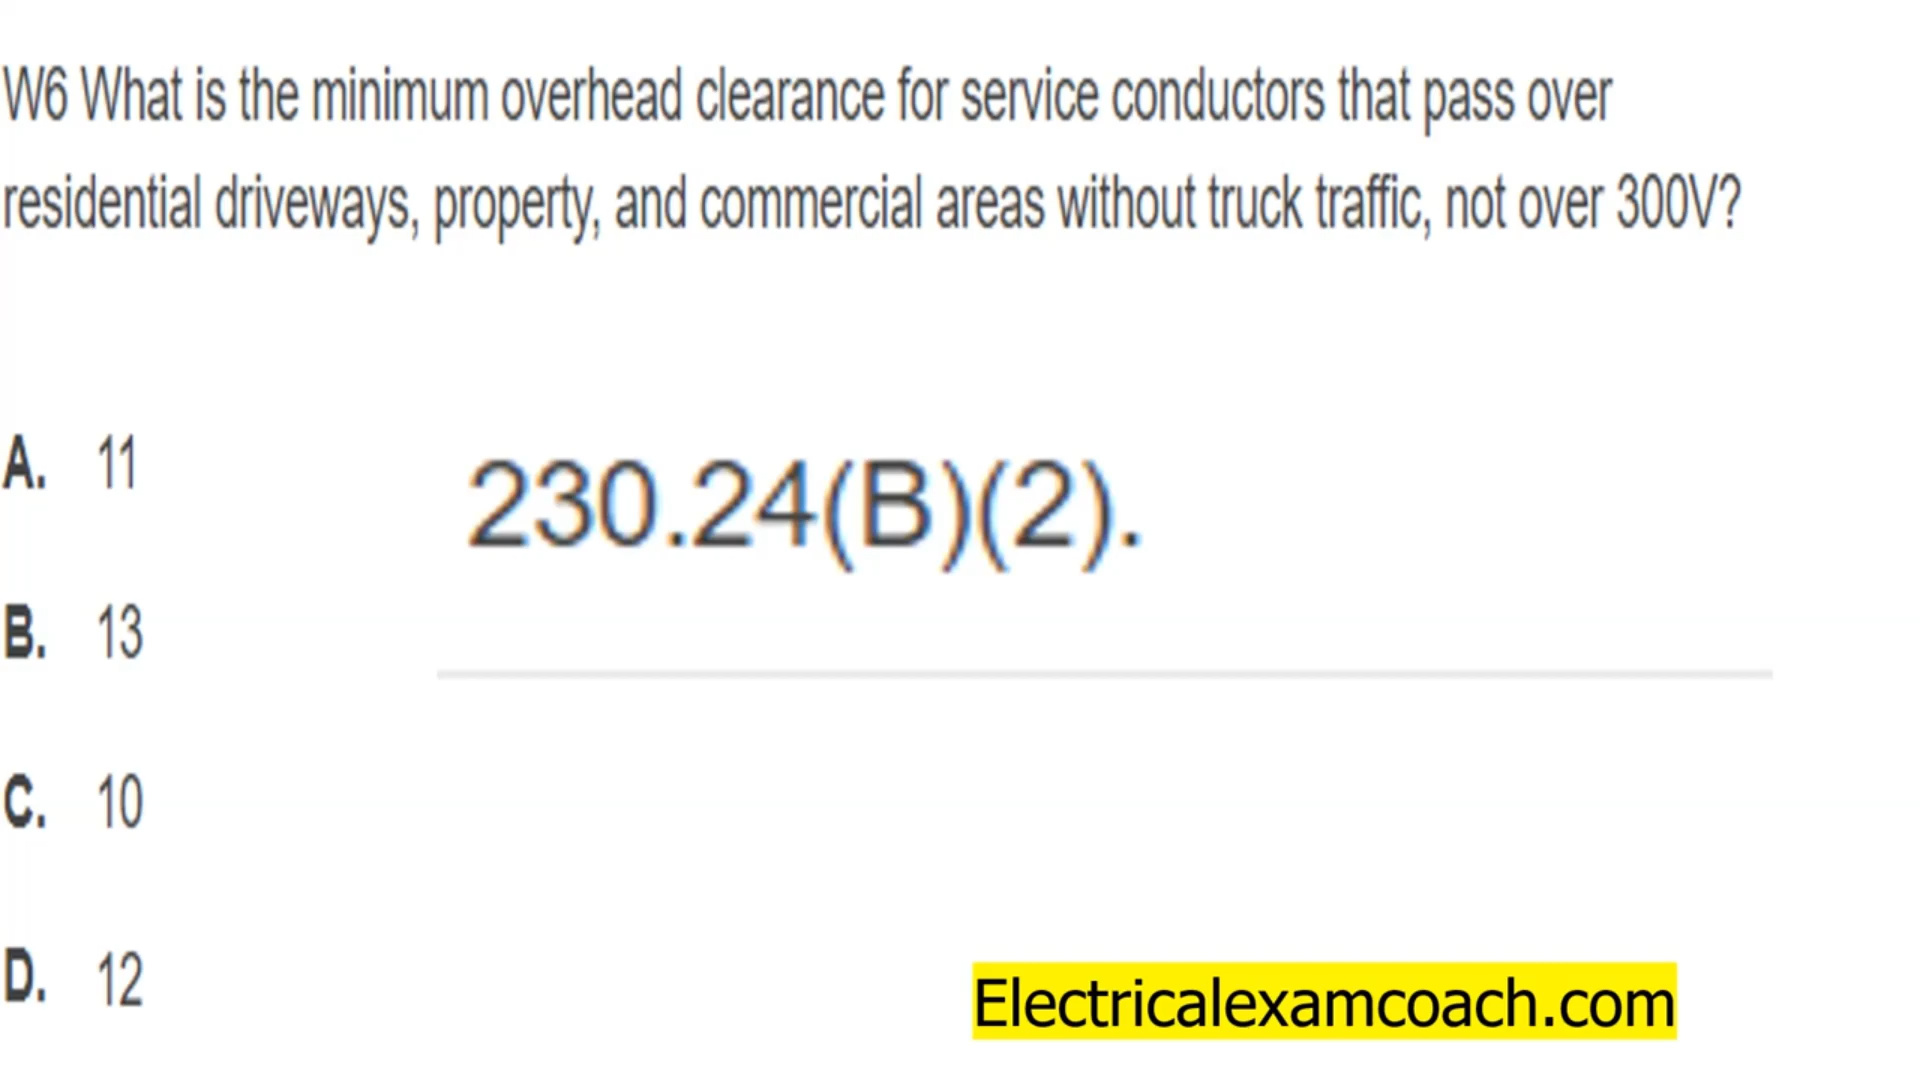 W6 What is the minimum overhead clearance for service conductors that pass over
residential driveways, property, and commercial areas without truck traffic, not over 300V?
A. 11
230.24(B)(2).
B. 13
C. 10
D. 12
Electricalexamcoach.com